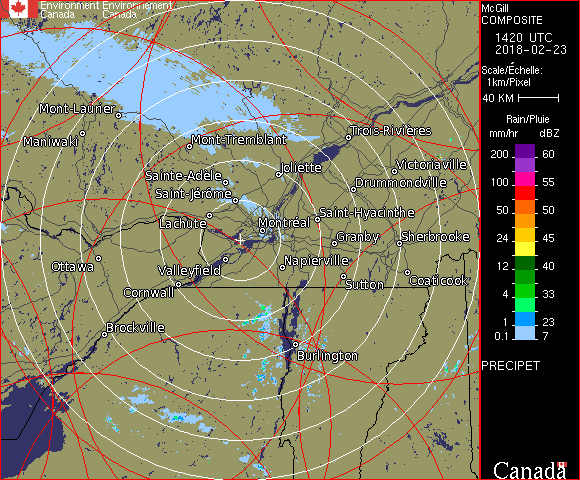 Environment Environnement
Canada Canada
McGill
COMPOSITE
1420 UTC
2018-02-23
Scale/Échelle:
1km/Pixel
40 KM
Rain/Pluie
mm/hr dBZ
200 60
100 55
50 50
24 45
12 40
4 33
1 23
0.1 7
PRECIPET
Canada
Mont-Laurier
Maniwaki
Mont-Tremblant
Trois-Rivières
Sainte-Adèle
Joliette
Victoriaville
Saint-Jérôme
Drummondville
Lachute
Montréal
Saint-Hyacinthe
Granby
Sherbrooke
Ottawa
Valleyfield
Napierville
Cornwall
Sutton
Coaticook
Brockville
Burlington